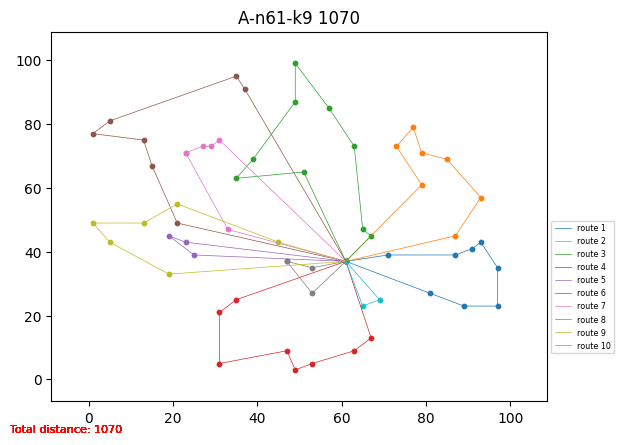 A-n61-k9 1070
100
80
60
40
20
0
0 20 40 60 80 100
route 1
route 2
route 3
route 4
route 5
route 6
route 7
route 8
route 9
route 10
Total distance: 1070